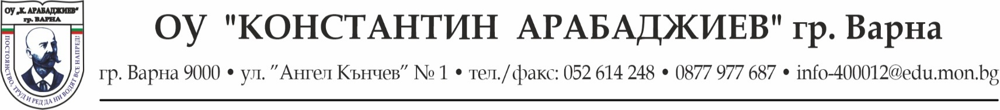 ОУ „К. АРАБАДЖИЕВ“
гр. ВАРНА
ПОСТОЯНСТВО, ТРУД И РЕД ДА НИ ВОДЯТ ВСЕ НАПРЕД!
ОУ "КОНСТАНТИН АРАБАДЖИЕВ" гр. Варна
гр. Варна 9000 • ул. ”Ангел Кънчев” № 1 • тел./факс: 052 614 248 • 0877 977 687 • info-400012@edu.mon.bg